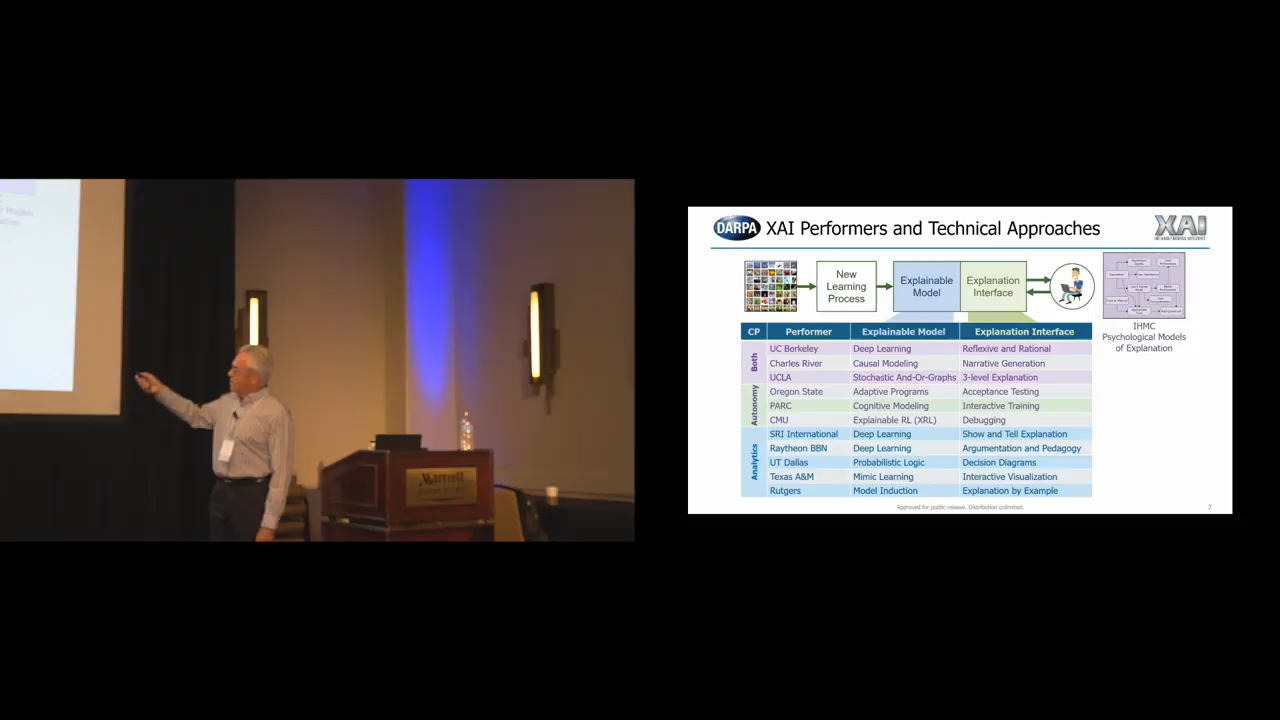 Models
Marriott
DARPA
XAI Performers and Technical Approaches
XAI
New
Learning
Process
Explainable
Model
Explanation
Interface
IHMC
Psychological Models
of Explanation
CP Performer Explainable Model Explanation Interface
Both
UC Berkeley Deep Learning Reflexive and Rational
Charles River Causal Modeling Narrative Generation
UCLA Stochastic And-Or-Graphs 3-level Explanation
Autonomy
Oregon State Adaptive Programs Acceptance Testing
PARC Cognitive Modeling Interactive Training
CMU Explainable RL (XRL) Debugging
Analytics
SRI International Deep Learning Show and Tell Explanation
Raytheon BBN Deep Learning Argumentation and Pedagogy
UT Dallas Probabilistic Logic Decision Diagrams
Texas A&M Mimic Learning Interactive Visualization
Rutgers Model Induction Explanation by Example
Approved for public release. Distribution unlimited.
7